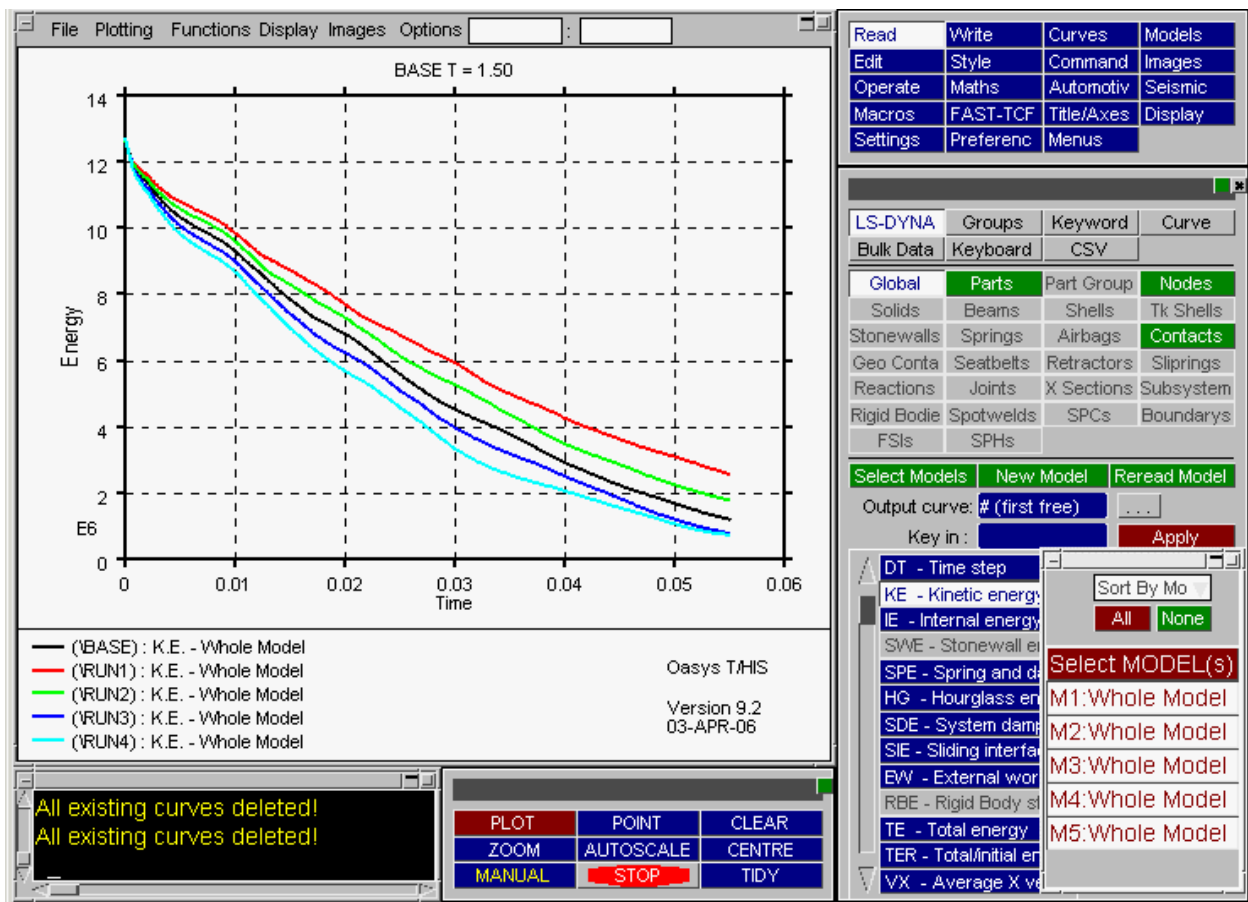 File Plotting Functions Display Images Options :
BASE T = 1.50
14
12
10
8
6
4
2
E6
0
Energy
0 0.01 0.02 0.03 0.04 0.05 0.06
Time
(\BASE) : K.E. - Whole Model
(\RUN1) : K.E. - Whole Model
(\RUN2) : K.E. - Whole Model
(\RUN3) : K.E. - Whole Model
(\RUN4) : K.E. - Whole Model
Oasys T/HIS
Version 9.2
03-APR-06
All existing curves deleted!
All existing curves deleted!
_
PLOT POINT CLEAR
ZOOM AUTOSCALE CENTRE
MANUAL STOP TIDY
Read Write Curves Models
Edit Style Command Images
Operate Maths Automotiv Seismic
Macros FAST-TCF Title/Axes Display
Settings Preferenc Menus
LS-DYNA Groups Keyword Curve
Bulk Data Keyboard CSV
Global Parts Part Group Nodes
Solids Beams Shells Tk Shells
Stonewalls Springs Airbags Contacts
Geo Conta Seatbelts Retractors Sliprings
Reactions Joints X Sections Subsystem
Rigid Bodie Spotwelds SPCs Boundarys
FSIs SPHs
Select Models New Model Reread Model
Output curve: # (first free) . . .
Key in : Apply
DT - Time step
KE - Kinetic energy
IE - Internal energy
SWE - Stonewall e
SPE - Spring and d
HG - Hourglass en
SDE - System damp
SIE - Sliding interfa
EW - External wor
RBE - Rigid Body st
TE - Total energy
TER - Total/initial en
VX - Average X ve
Sort By Mo
All None
Select MODEL(s)
M1:Whole Model
M2:Whole Model
M3:Whole Model
M4:Whole Model
M5:Whole Model